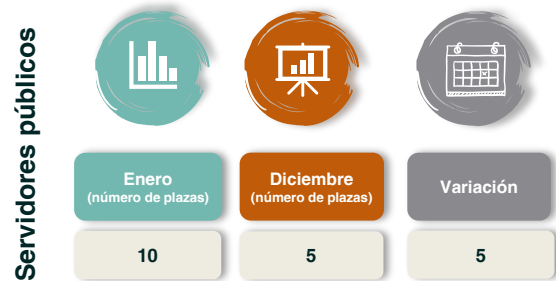 Servidores públicos
Enero
(número de plazas)
Diciembre
(número de plazas)
Variación
10
5
5